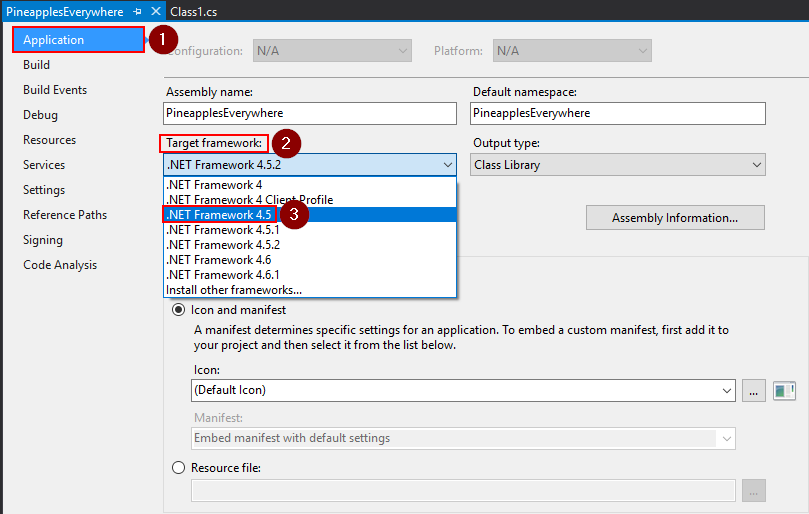 PineapplesEverywhere
Class1.cs
Application
1
Configuration:
N/A
Platform:
N/A
Build
Build Events
Debug
Resources
Services
Settings
Reference Paths
Signing
Code Analysis
Assembly name:
Default namespace:
PineapplesEverywhere
PineapplesEverywhere
Target framework:
2
Output type:
.NET Framework 4.5.2
Class Library
.NET Framework 4
.NET Framework 4 Client Profile
.NET Framework 4.5
3
.NET Framework 4.5.1
.NET Framework 4.5.2
.NET Framework 4.6
.NET Framework 4.6.1
Install other frameworks...
Assembly Information...
Icon and manifest
A manifest determines specific settings for an application. To embed a custom manifest, first add it to
your project and then select it from the list below.
Icon:
(Default Icon)
...
Manifest:
Embed manifest with default settings
Resource file:
...